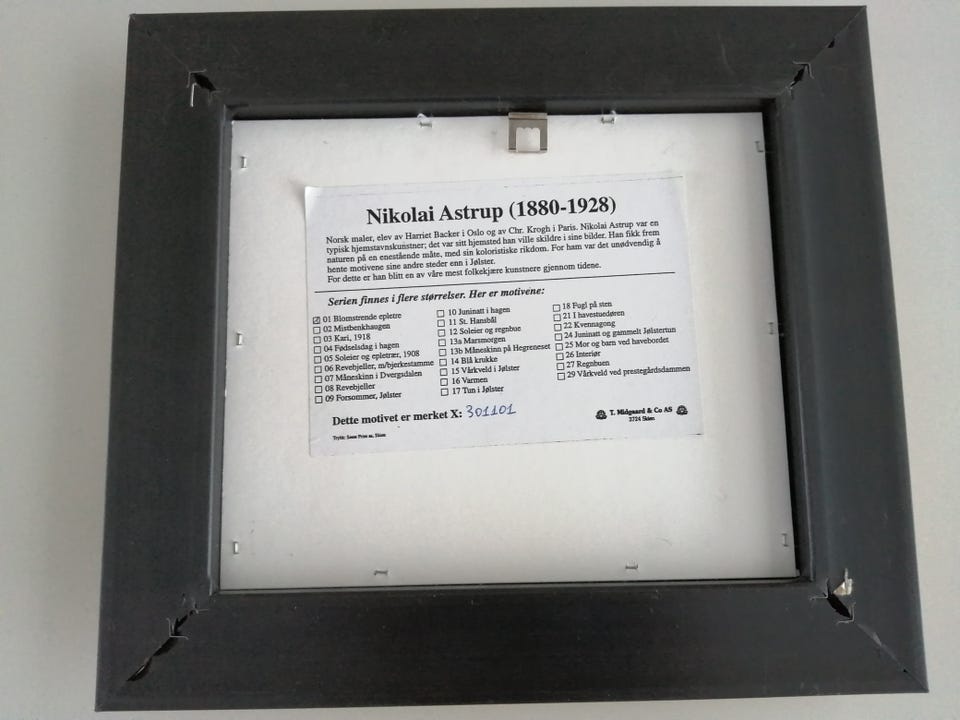 Nikolai Astrup (1880-1928)
Norsk maler, elev av Harriet Backer i Oslo og av Chr. Krogh i Paris. Nikolai Astrup var en
typisk hjemstavnskunstner; det var sitt hjemsted han ville skildre i sine bilder. Han fikk frem
naturen på en enestående måte, med sin koloristiske rikdom. For ham var det unødvendig å
hente motivene sine andre steder enn i Jølster.
For dette er han blitt en av våre mest folkekjære kunstnere gjennom tidene.
Serien finnes i flere størrelser. Her er motivene:
01 Blomstrende epletre
02 Mistbenkhaugen
03 Kari, 1918
04 Fødselsdag i hagen
05 Soleier og epletrær, 1908
06 Revebjeller, m/bjerkestamme
07 Måneskinn i Dvergsdalen
08 Revebjeller
09 Forsommer, Jølster
10 Juninatt i hagen
11 St. Hansbål
12 Soleier og regnbue
13a Marsmorgen
13b Måneskinn på Hegreneset
14 Blå krukke
15 Vårkveld i Jølster
16 Varmen
17 Tun i Jølster
18 Fugl på sten
21 I havestuedøren
22 Kvennagong
24 Juninatt og gammelt Jølstertun
25 Mor og barn ved havebordet
26 Interiør
27 Regnbuen
29 Vårkveld ved prestegårdsdammen
Dette motivet er merket X: 301101
T. Midgaard & Co AS
3724 Skien